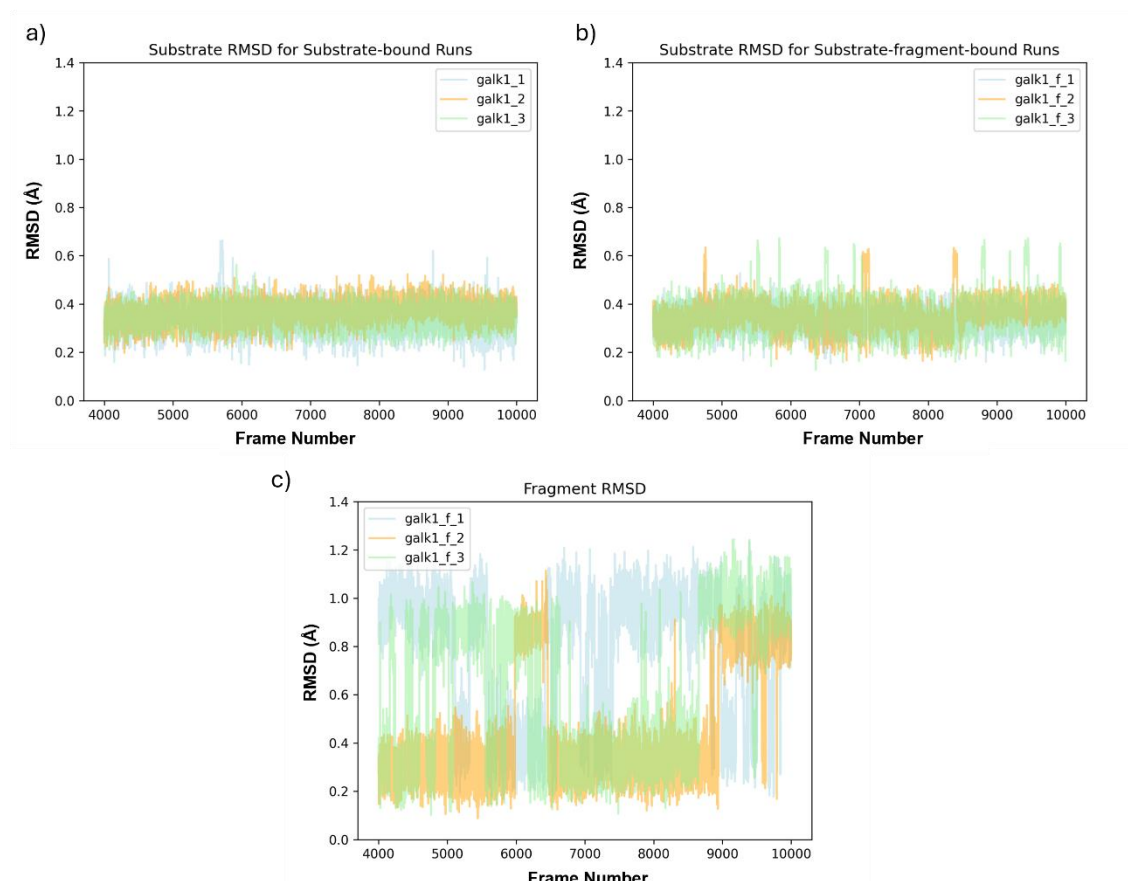 a)
Substrate RMSD for Substrate-bound Runs
1.4
1.2
1.0
0.8
0.6
0.4
0.2
0.0
RMSD (Å)
galk1_1
galk1_2
galk1_3
4000 5000 6000 7000 8000 9000 10000
Frame Number
b)
Substrate RMSD for Substrate-fragment-bound Runs
1.4
1.2
1.0
0.8
0.6
0.4
0.2
0.0
RMSD (Å)
galk1_f_1
galk1_f_2
galk1_f_3
4000 5000 6000 7000 8000 9000 10000
Frame Number
c)
Fragment RMSD
1.4
1.2
1.0
0.8
0.6
0.4
0.2
0.0
RMSD (Å)
galk1_f_1
galk1_f_2
galk1_f_3
4000 5000 6000 7000 8000 9000 10000
Frame Number